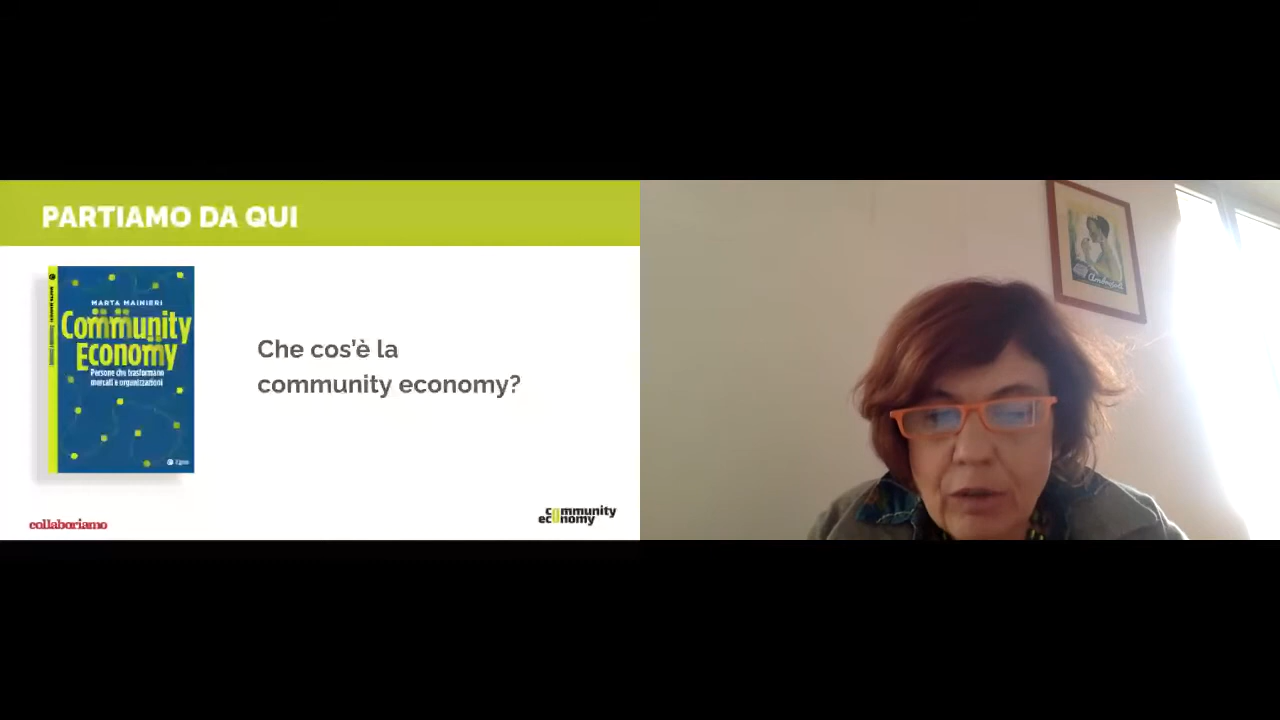 PARTIAMO DA QUI
MARTA MAINIERI
Community
Economy
Persone che trasformano
mercati e organizzazioni
Egea
Che cos'è la
community economy?
collaboriamo
community
economy